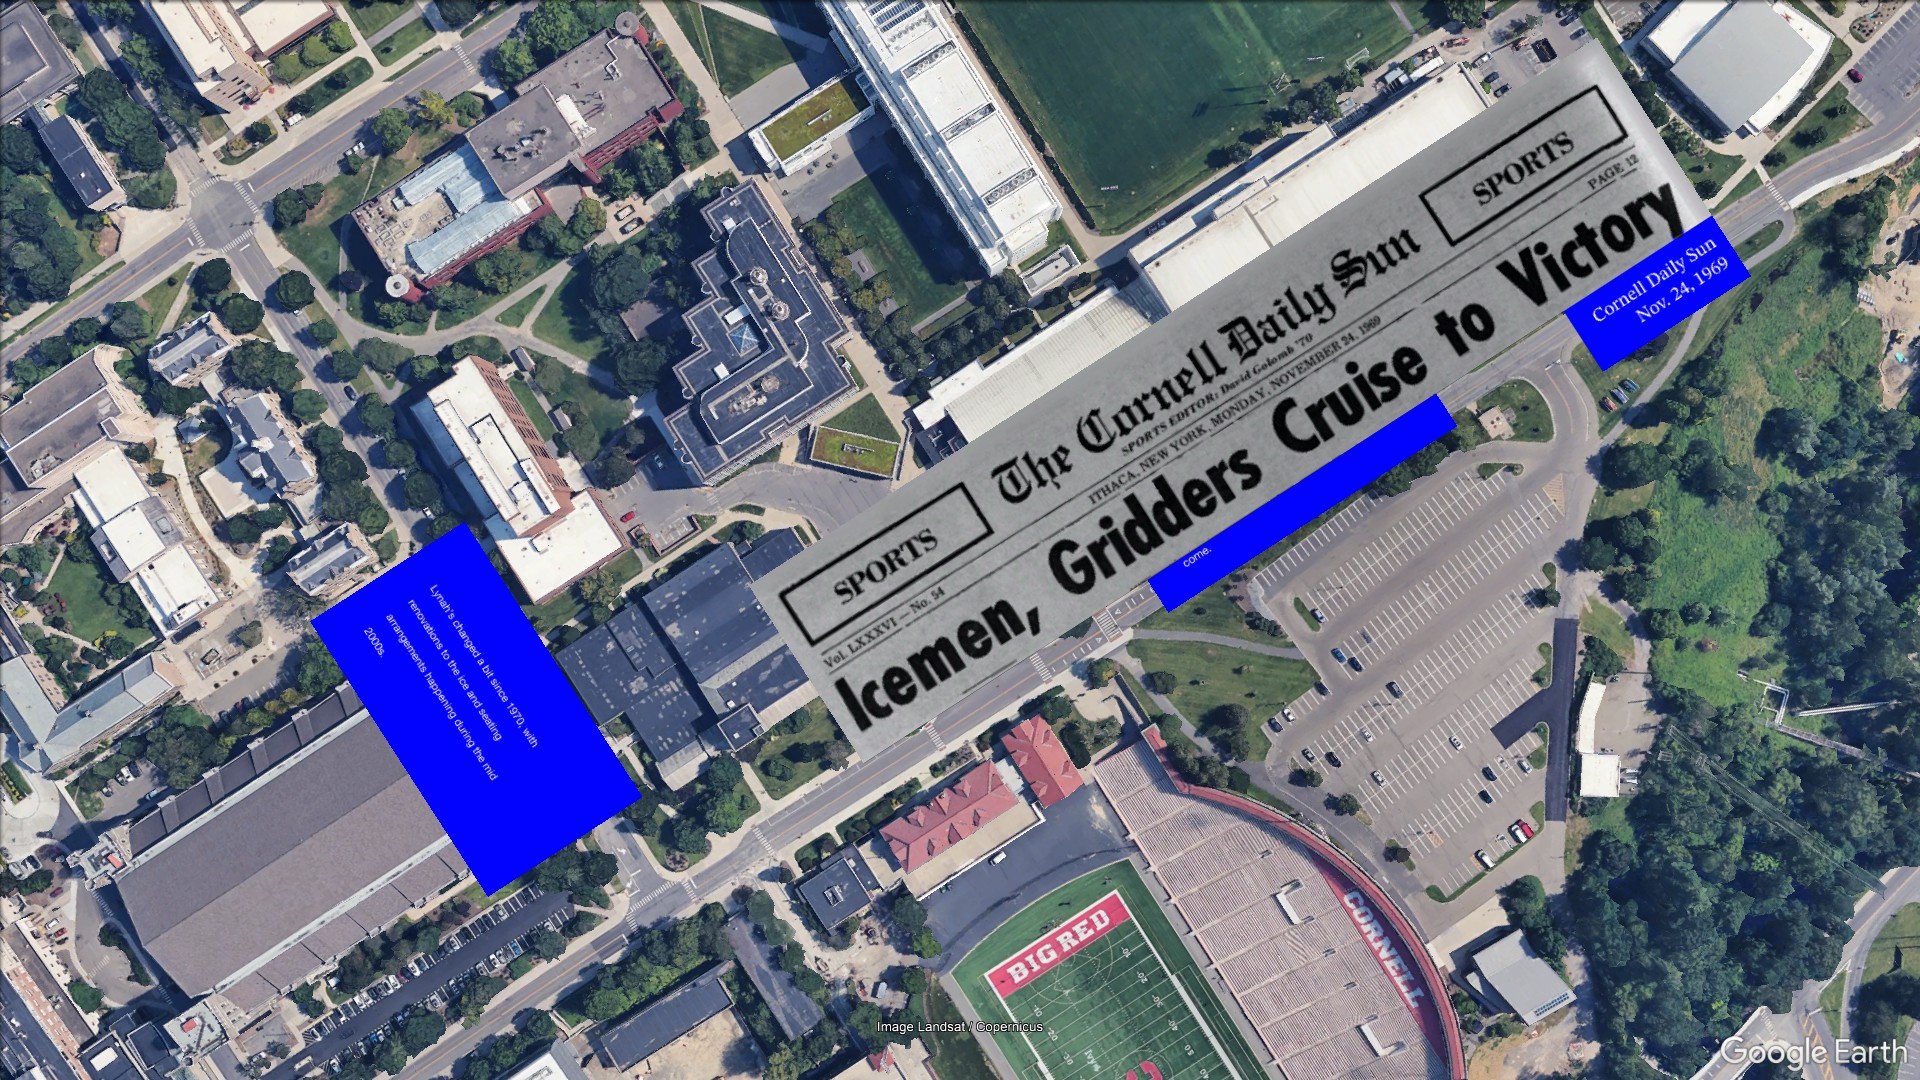 SPORTS
The Cornell Daily Sun
SPORTS
SPORTS EDITOR: David Golomb '70
Vol. LXXXVI — No. 54
ITHACA, NEW YORK, MONDAY, NOVEMBER 24, 1969
PAGE 12
Icemen, Gridders Cruise to Victory
Cornell Daily Sun
Nov. 24, 1969
come.
Lynah's changed a bit since 1970, with
renovations to the ice and seating
arrangements happening during the mid
2000s.
BIG RED
CORNELL
Image Landsat / Copernicus
Google Earth